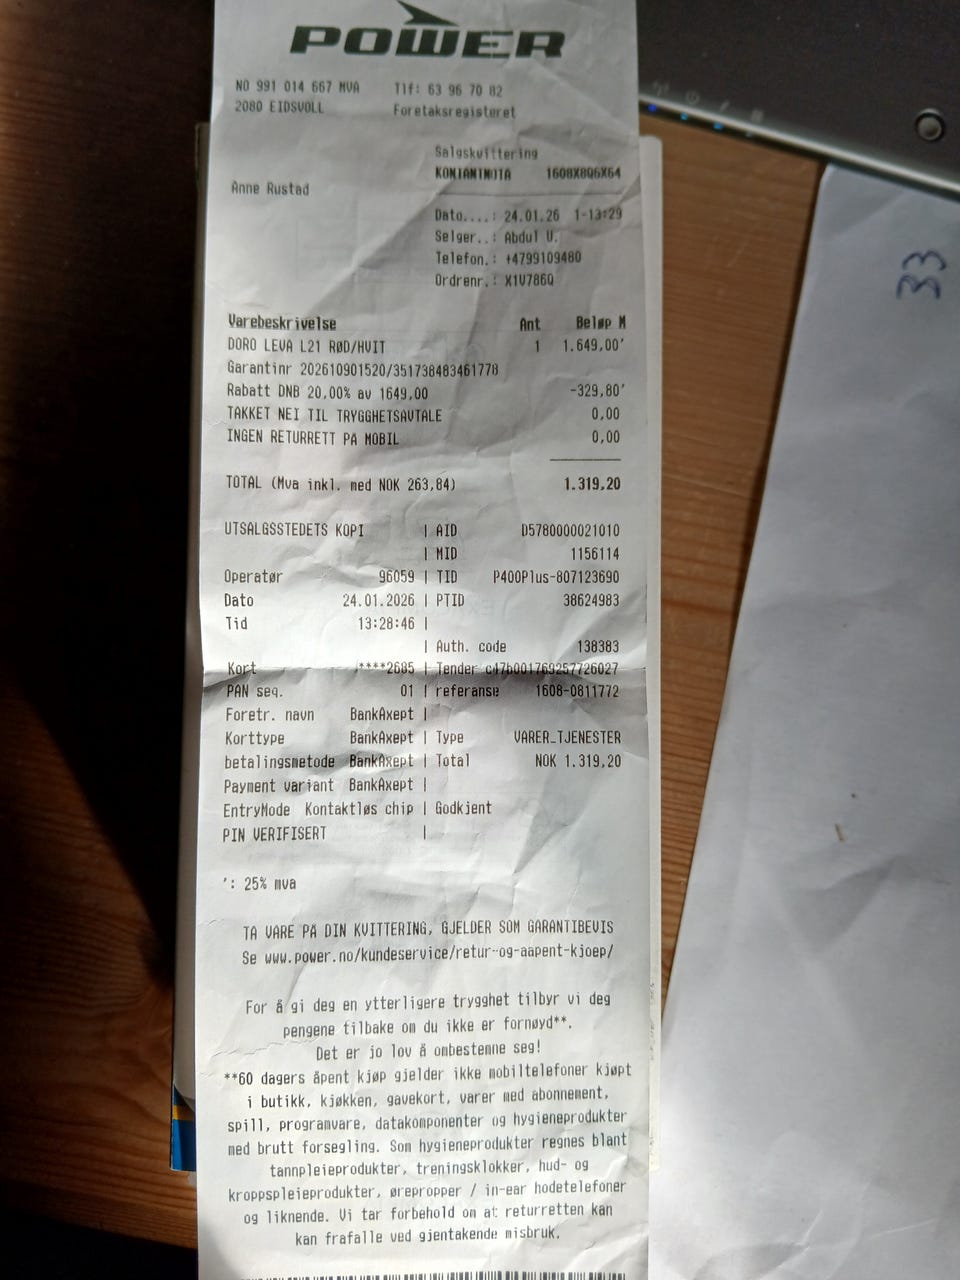 POWER
NO 991 014 667 MVA Tlf: 63 96 70 82
2080 EIDSVOLL Foretaksregisteret
Salgskvittering
KONTANTNOTA 1608X8Q6X64
Anne Rustad
Dato....: 24.01.26 1-13:29
Selger..: Abdul U.
Telefon.: +4799109480
Ordrenr.: X1U786Q
Varebeskrivelse Ant Beløp M
DORO LEVA L21 RØD/HVIT 1 1.649,00'
Garantinr 202610901520/351738483461778
Rabatt DNB 20,00% av 1649,00 -329,80'
TAKKET NEI TIL TRYGGHETSAVTALE 0,00
INGEN RETURRETT PÅ MOBIL 0,00
TOTAL (Mva inkl. med NOK 263,84) 1.319,20
UTSALGSSTEDETS KOPI | AID D5780000021010
| MID 1156114
Operatør 96059 | TID P400Plus-807123690
Dato 24.01.2026 | PTID 38624983
Tid 13:28:46 |
| Auth. code 138383
Kort ****2685 | Tender c47b001769257726027
PAN seq. 01 | referanse 1608-0811772
Foretr. navn BankAxept |
Korttype BankAxept | Type VARER_TJENESTER
betalingsmetode BankAxept | Total NOK 1.319,20
Payment variant BankAxept |
EntryMode Kontaktløs chip | Godkjent
PIN VERIFISERT |
': 25% mva
TA VARE PÅ DIN KVITTERING, GJELDER SOM GARANTIBEVIS
Se www.power.no/kundeservice/retur-og-aapent-kjoep/
For å gi deg en ytterligere trygghet tilbyr vi deg
pengene tilbake om du ikke er fornøyd**.
Det er jo lov å ombestemme seg!
**60 dagers åpent kjøp gjelder ikke mobiltelefoner kjøpt
i butikk, kjøkken, gavekort, varer med abonnement,
spill, programvare, datakomponenter og hygieneprodukter
med brutt forsegling. Som hygieneprodukter regnes blant
tannpleieprodukter, treningsklokker, hud- og
kroppspleieprodukter, ørepropper / in-ear hodetelefoner
og liknende. Vi tar forbehold om at returretten kan
kan frafalle ved gjentakende misbruk.
33